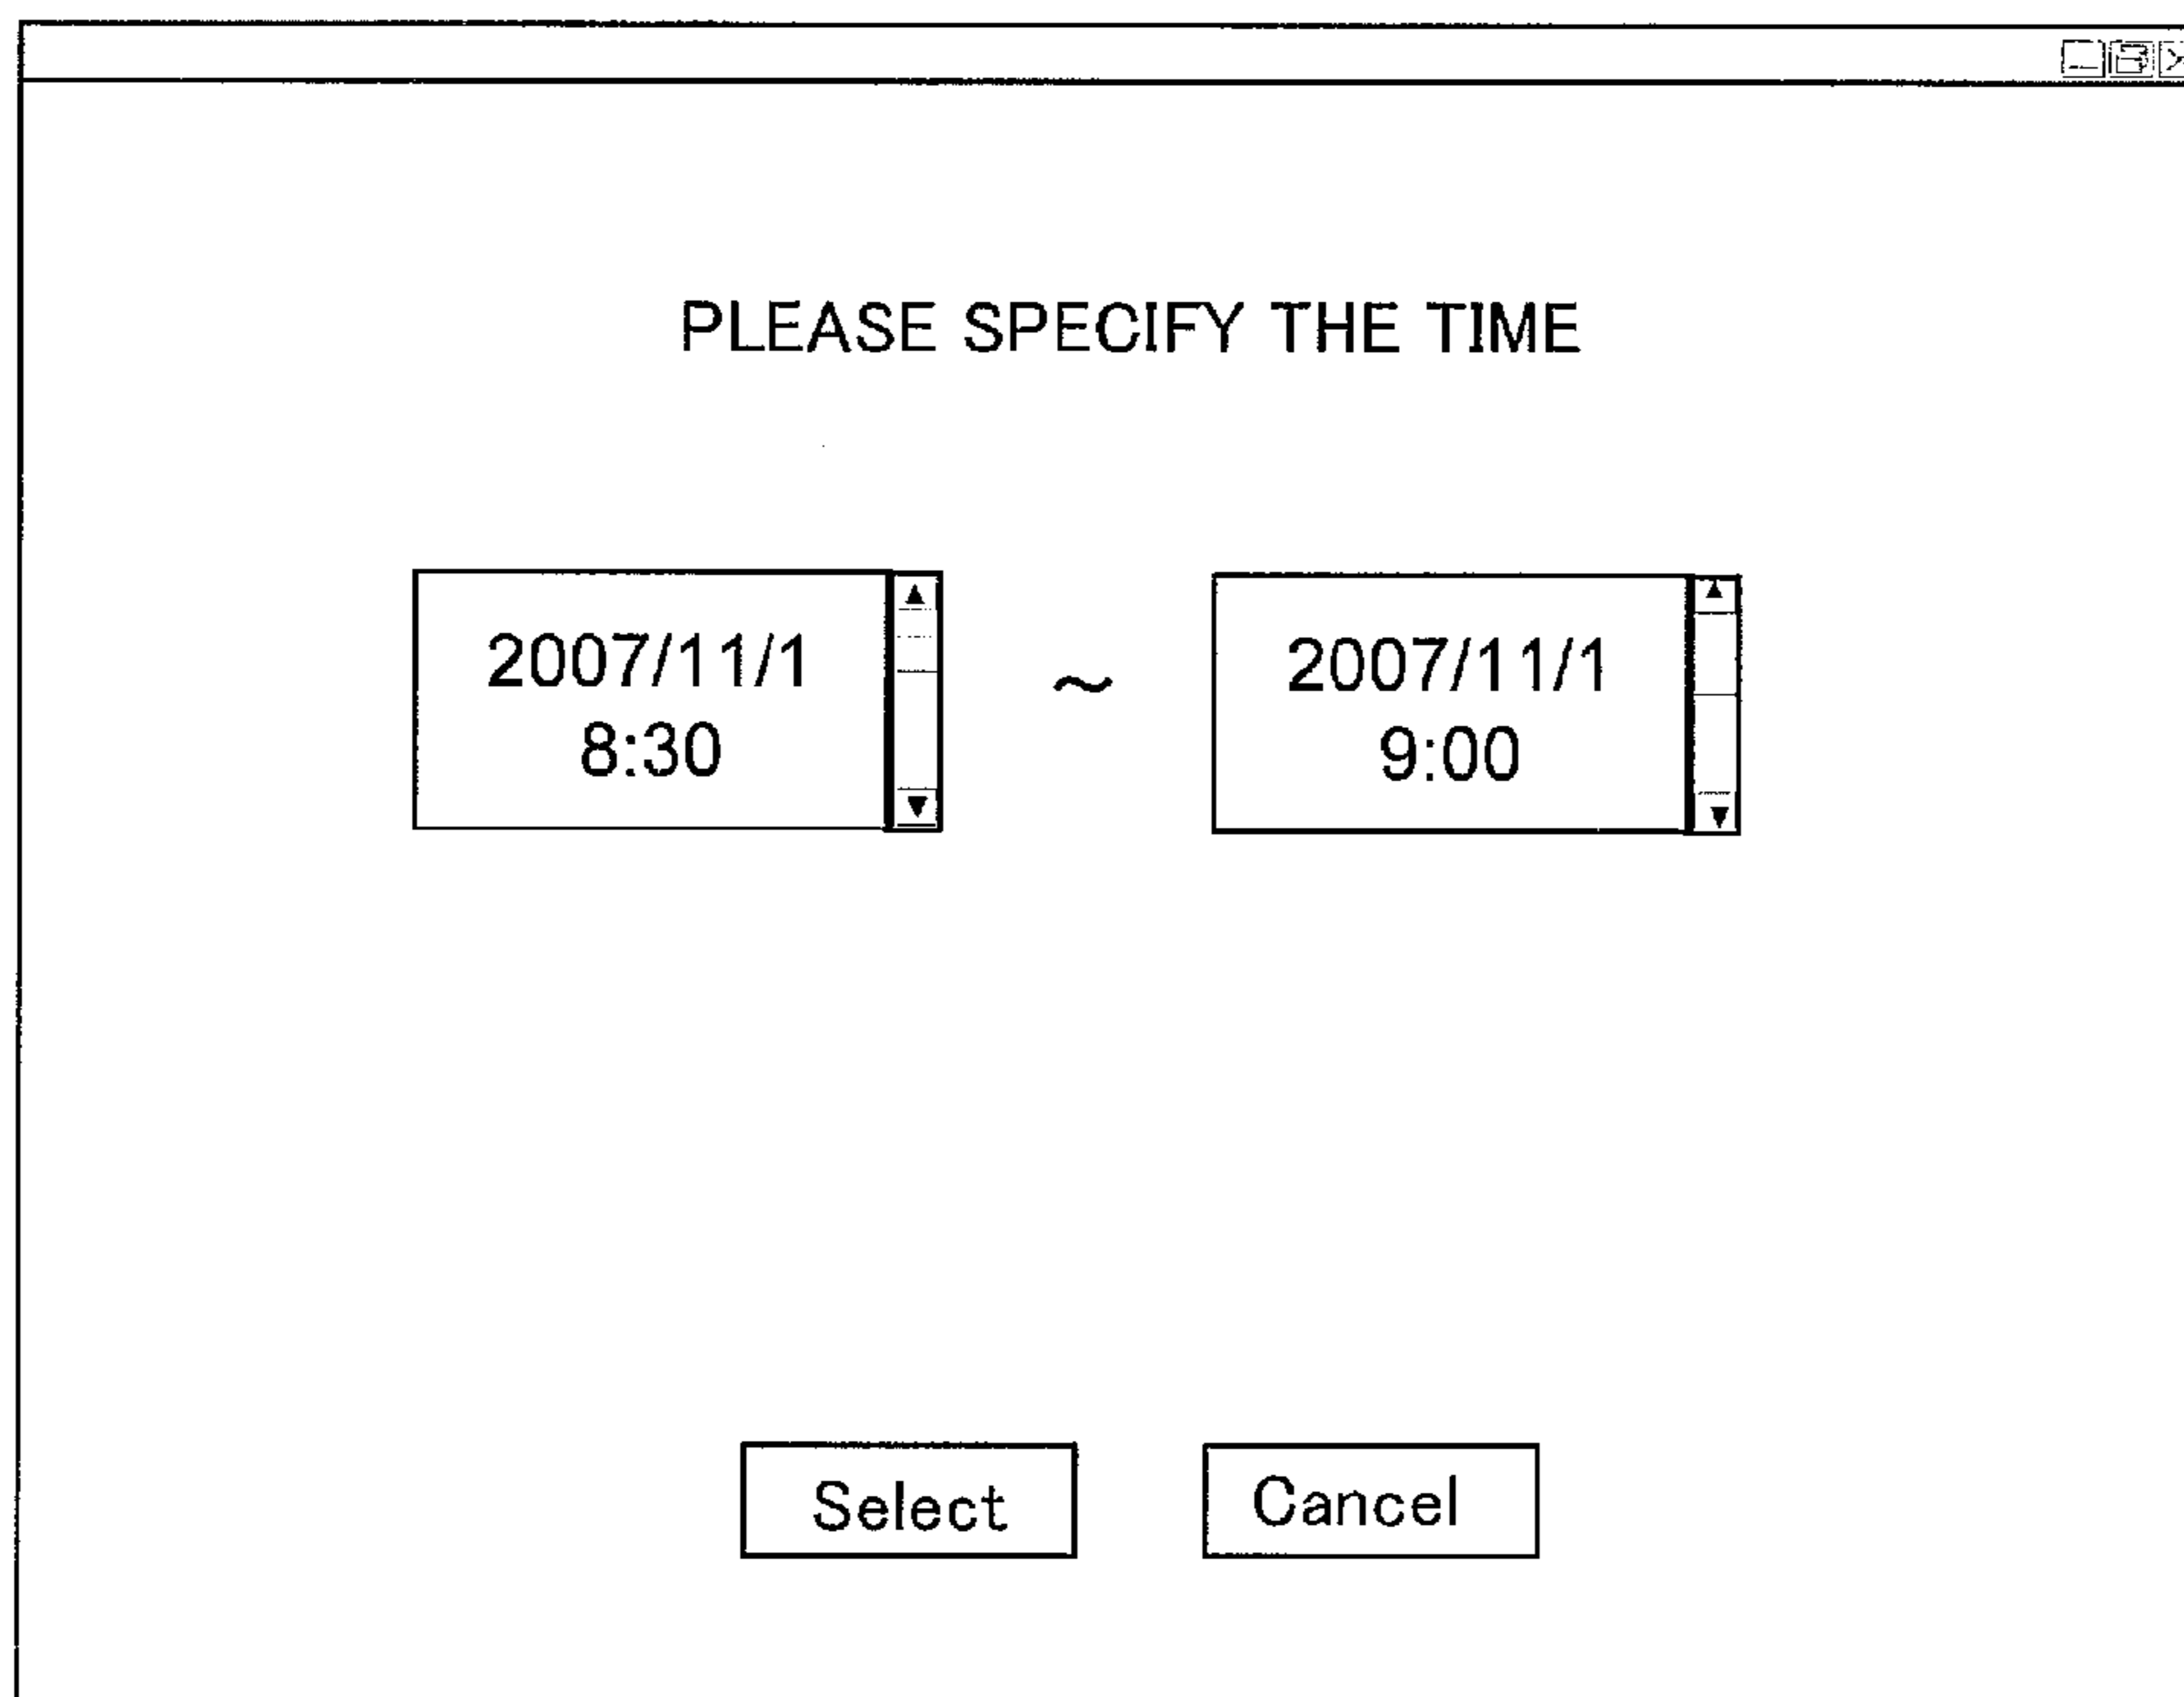 PLEASE SPECIFY THE TIME
2007/11/1
8:30
~
2007/11/1
9:00
Select
Cancel